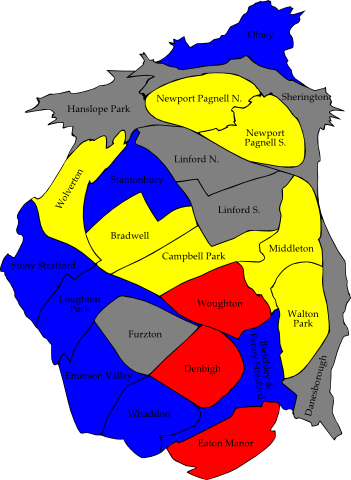 Olney
Hanslope Park
Newport Pagnell N.
Sherington
Newport
Pagnell S.
Linford N.
Stantonbury
Wolverton
Linford S.
Bradwell
Middleton
Campbell Park
Stony Stratford
Loughton
Park
Woughton
Walton
Park
Furzton
Bletchley &
Fenny Stratford
Denbigh
Emerson Valley
Danesborough
Whaddon
Eaton Manor